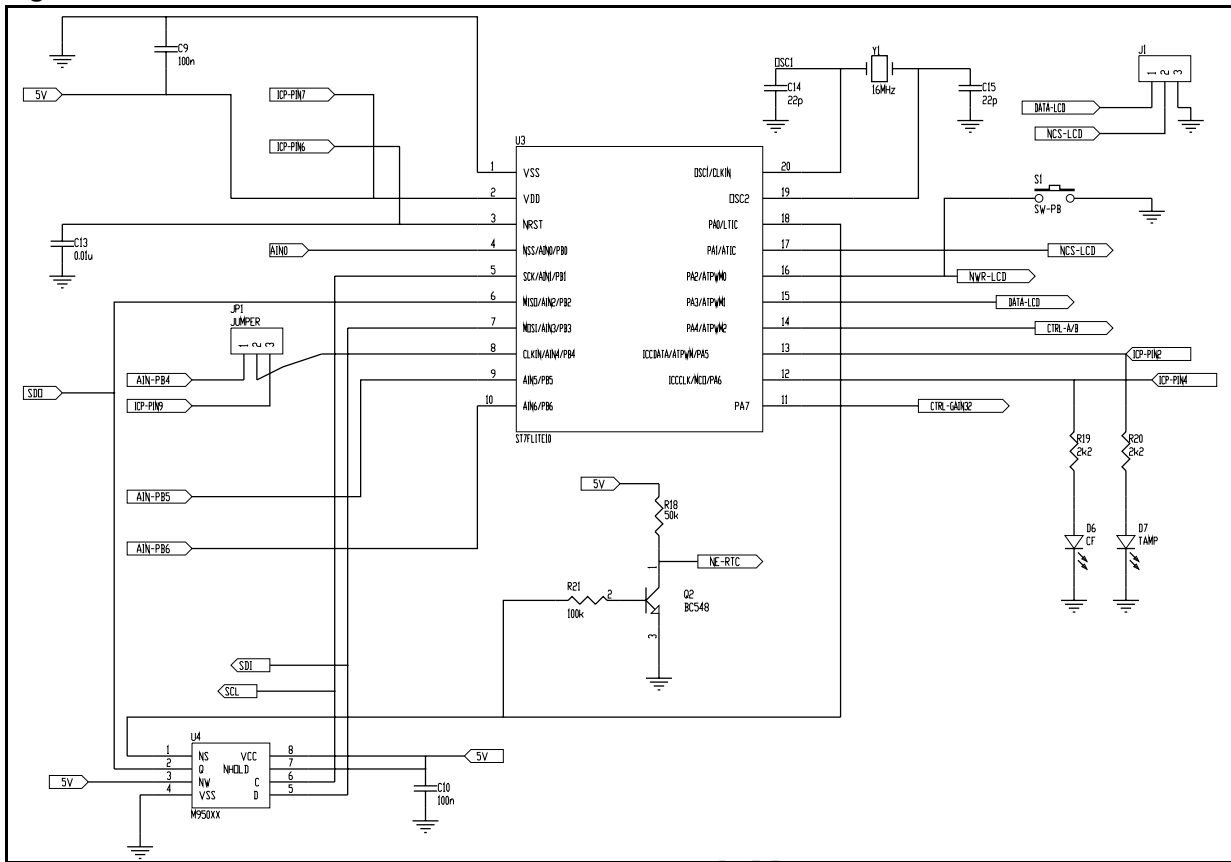 C9
100n
5V
ICP-PIN7
ICP-PIN6
C13
0.01u
AIN0
OSC1
C14
22p
Y1
16MHz
C15
22p
J1
1 2 3
DATA-LCD
NCS-LCD
S1
SW-PB
U3
1 VSS
2 VDD
3 NRST
4 NSS/AIN0/PB0
5 SCK/AIN1/PB1
6 MISO/AIN2/PB2
7 MOSI/AIN3/PB3
8 CLKIN/AIN4/PB4
9 AIN5/PB5
10 AIN6/PB6
OSC1/CLKIN 20
OSC2 19
PA0/LTIC 18
PA1/ATIC 17
PA2/ATPWM0 16
PA3/ATPWM1 15
PA4/ATPWM2 14
ICCDATA/ATPWM/PA5 13
ICCCLK/MCO/PA6 12
PA7 11
ST7FLITE10
NCS-LCD
NWR-LCD
DATA-LCD
CTRL-A/B
ICP-PIN2
ICP-PIN4
CTRL-GAIN32
JP1
JUMPER
1 2 3
AIN-PB4
ICP-PIN9
SDO
AIN-PB5
AIN-PB6
R19
2k2
R20
2k2
D6
CF
D7
TAMP
5V
R18
50k
NE-RTC
1
R21
100k
2
Q2
BC548
3
SDI
SCL
U4
1 NS VCC 8
2 Q NHOLD 7
3 NW C 6
4 VSS D 5
M950XX
5V
5V
C10
100n